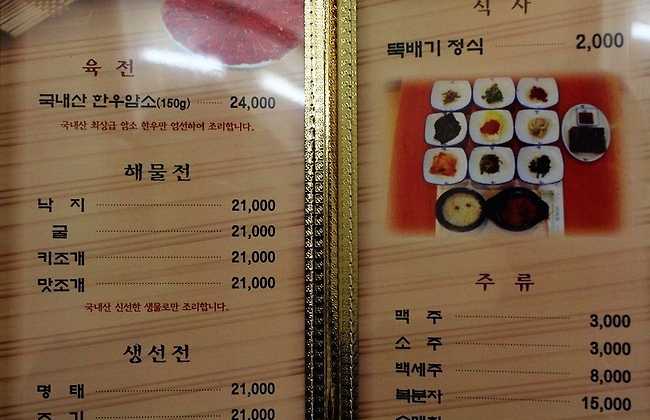 육 전
국내산 한우암소(150g) 24,000
국내산 최상급 암소 한우만 엄선하여 조리합니다.
해물전
낙 지 21,000
굴 21,000
키조개 21,000
맛조개 21,000
국내산 신선한 생물로만 조리합니다.
생선전
명 태 21,000
조 기 21,000
식 사
뚝배기 정식 2,000
주 류
맥 주 3,000
소 주 3,000
백세주 8,000
복분자 15,000